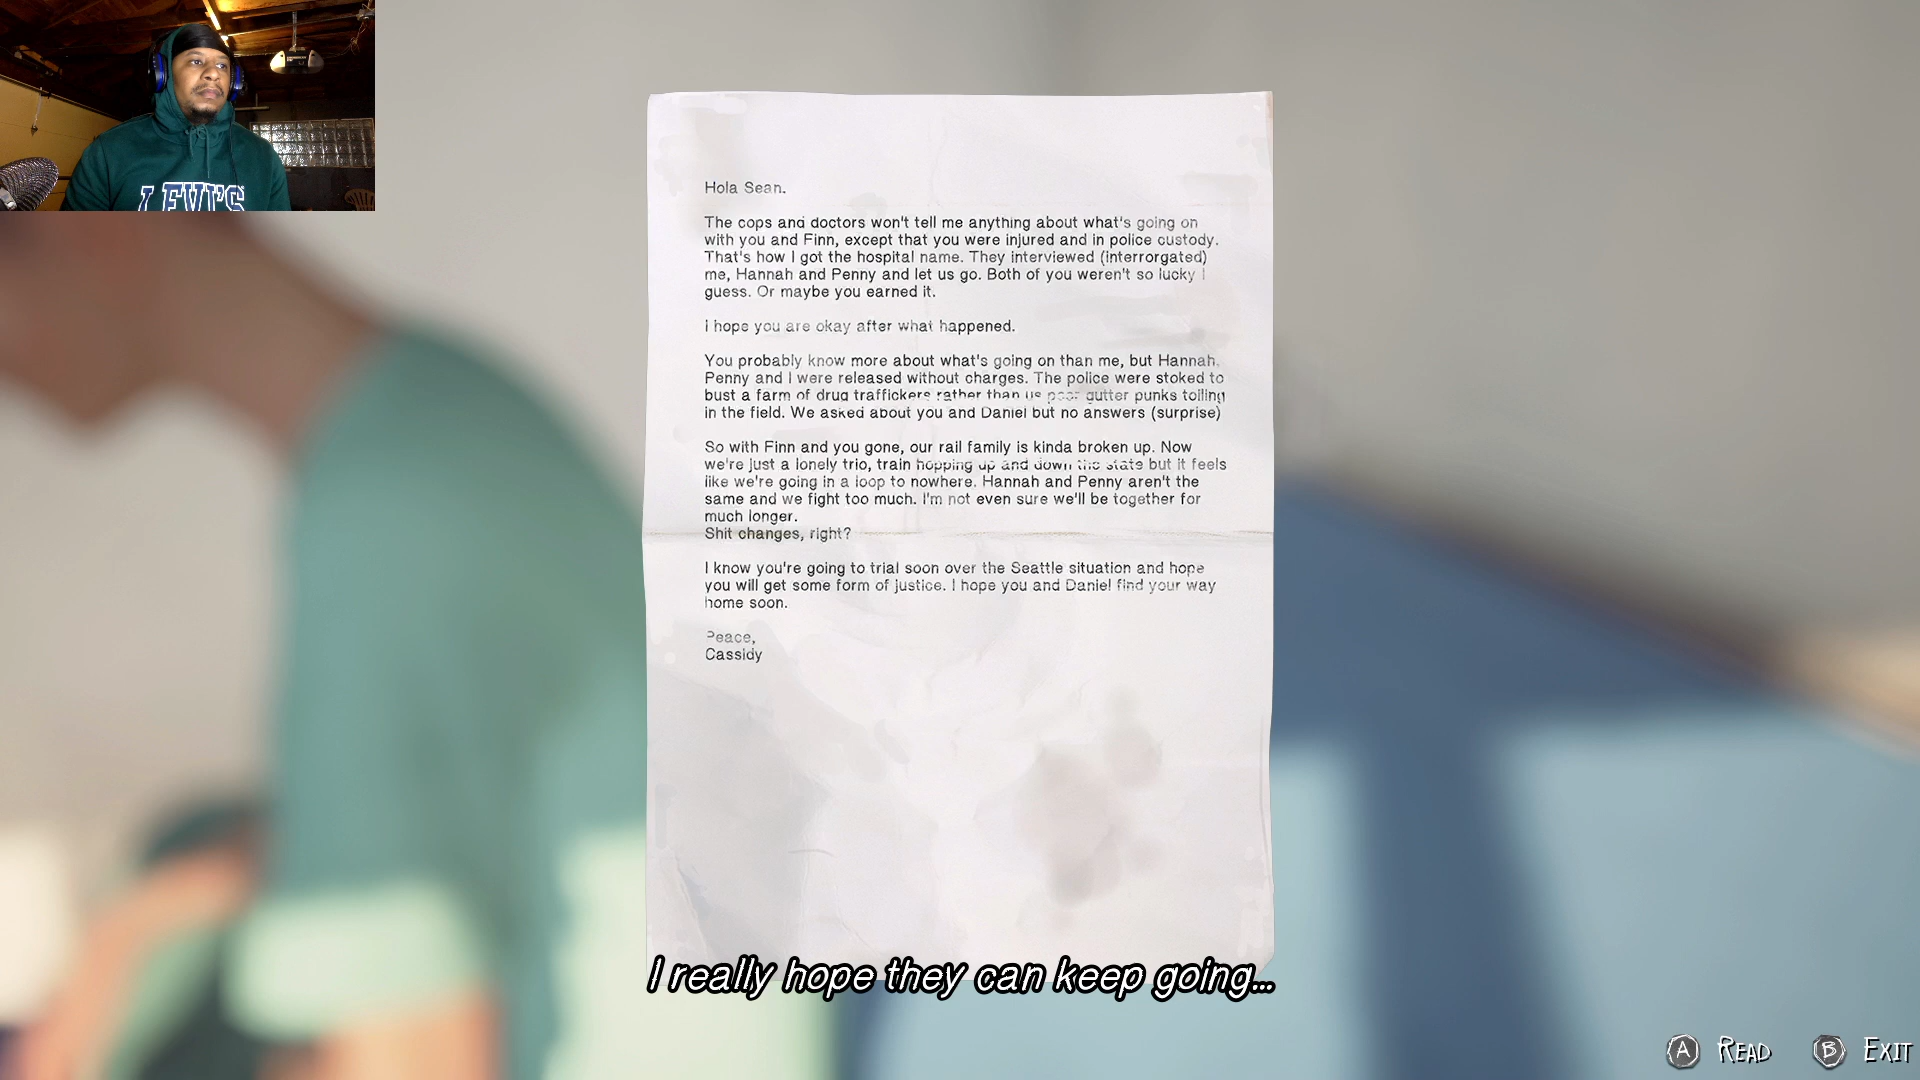 LEVI'S
Hola Sean.
The cops and doctors won't tell me anything about what's going on
with you and Finn, except that you were injured and in police custody.
That's how I got the hospital name. They interviewed (interrorgated)
me, Hannah and Penny and let us go. Both of you weren't so lucky I
guess. Or maybe you earned it.
I hope you are okay after what happened.
You probably know more about what's going on than me, but Hannah,
Penny and I were released without charges. The police were stoked to
bust a farm of drug traffickers rather than us poor gutter punks toiling
in the field. We asked about you and Daniel but no answers (surprise)
So with Finn and you gone, our rail family is kinda broken up. Now
we're just a lonely trio, train hopping up and down the state but it feels
like we're going in a loop to nowhere. Hannah and Penny aren't the
same and we fight too much. I'm not even sure we'll be together for
much longer.
Shit changes, right?
I know you're going to trial soon over the Seattle situation and hope
you will get some form of justice. I hope you and Daniel find your way
home soon.
Peace,
Cassidy
I really hope they can keep going...
A READ B EXIT